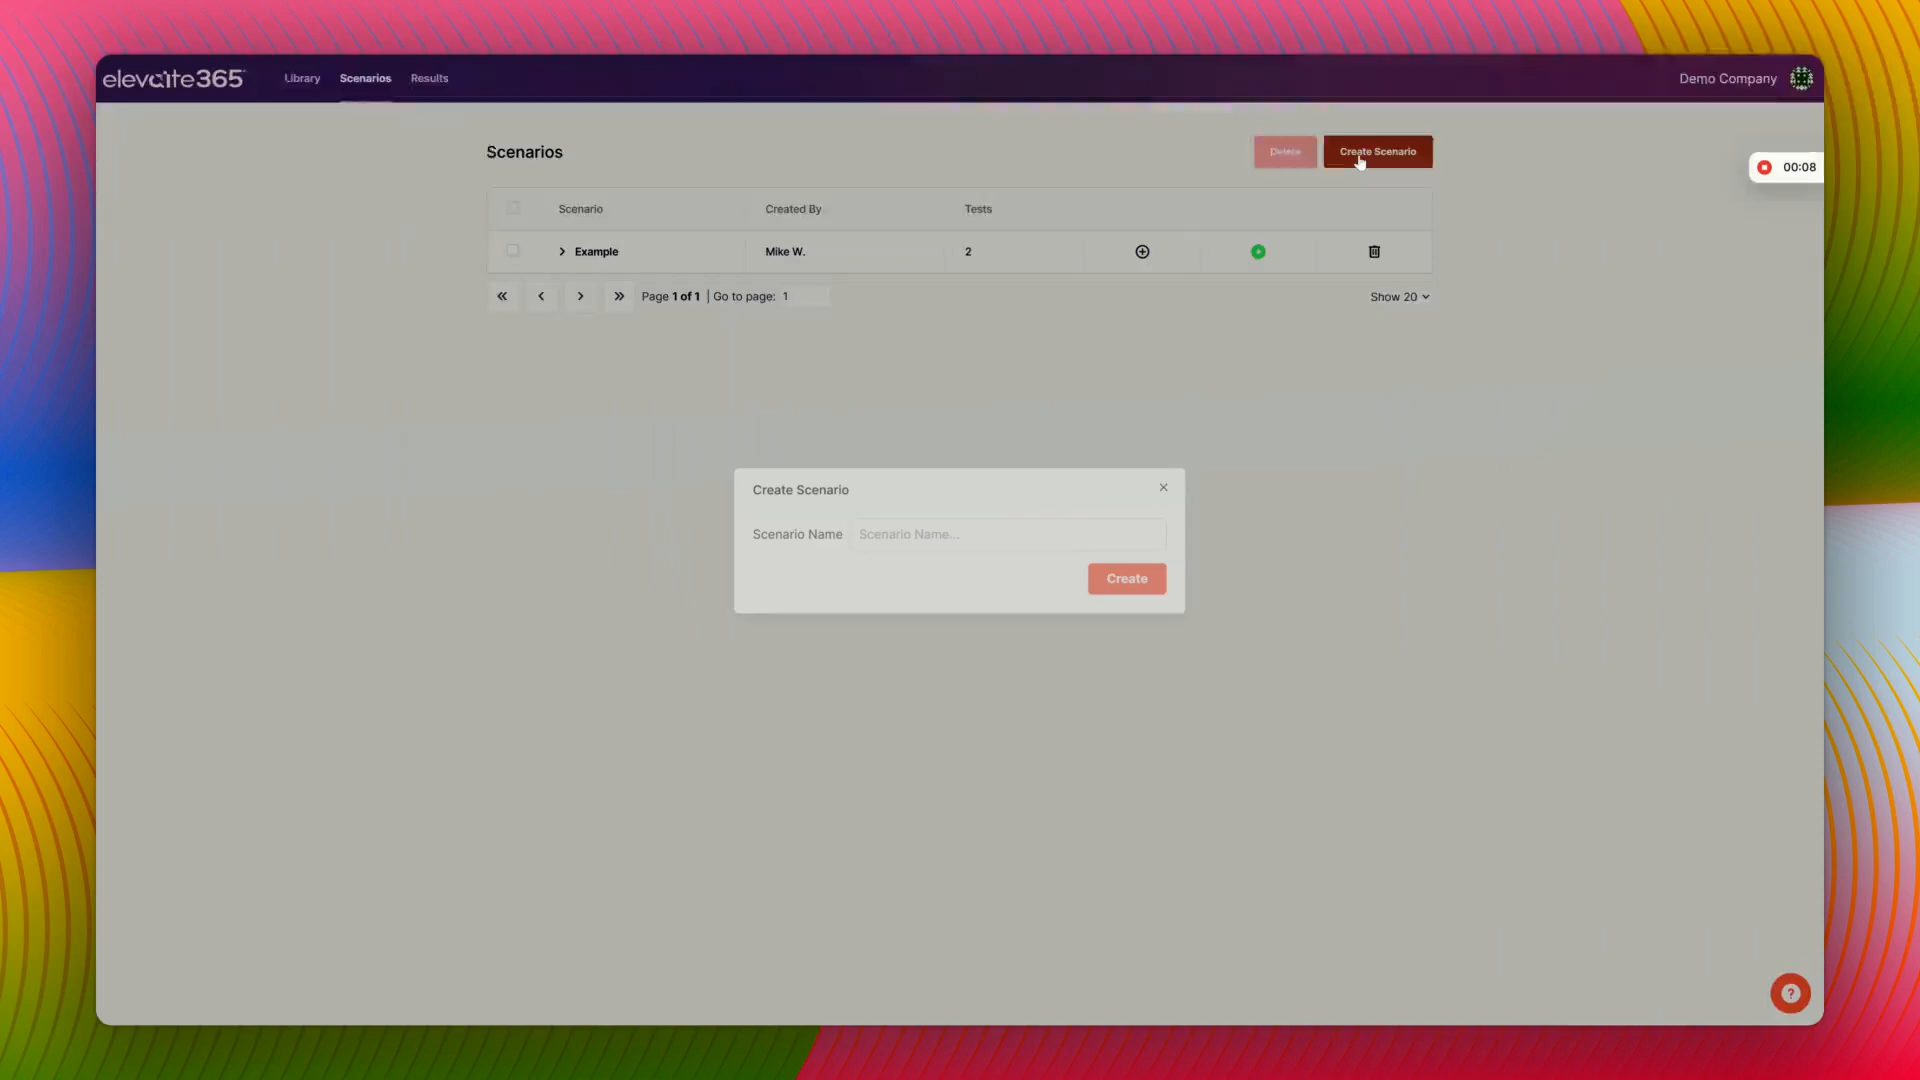 elevaite365
Library Scenarios Results
Demo Company
Scenarios
Delete
Create Scenario
00:08
Scenario Created By Tests
Example Mike W. 2
Page 1 of 1 | Go to page: 1
Show 20
Create Scenario
Scenario Name Scenario Name...
Create
?